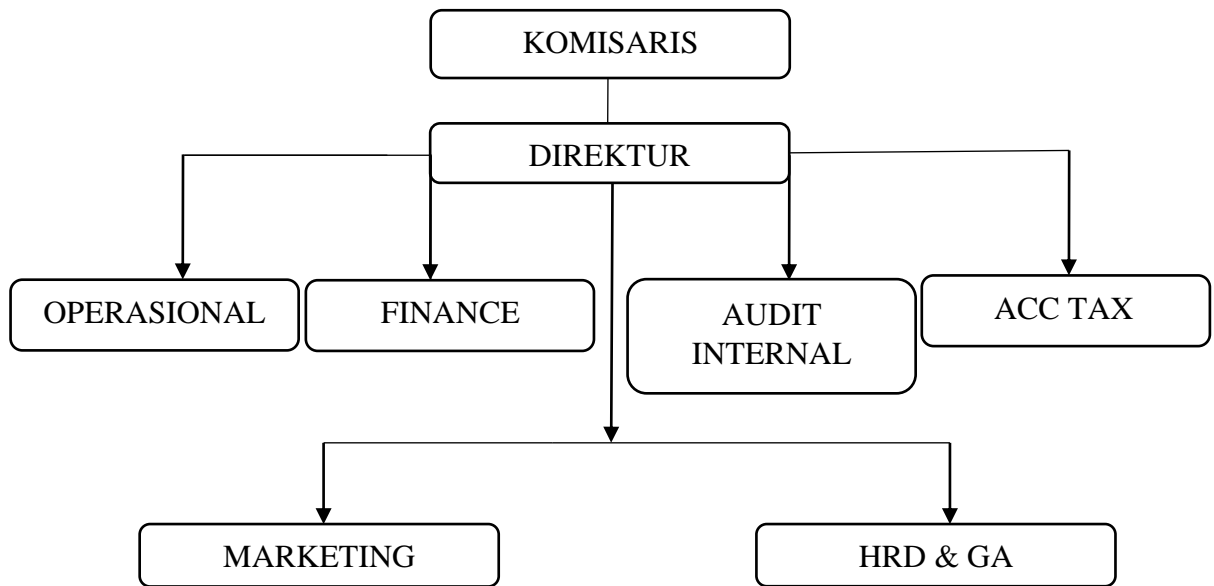 KOMISARIS
DIREKTUR
OPERASIONAL
FINANCE
AUDIT
INTERNAL
ACC TAX
MARKETING
HRD & GA